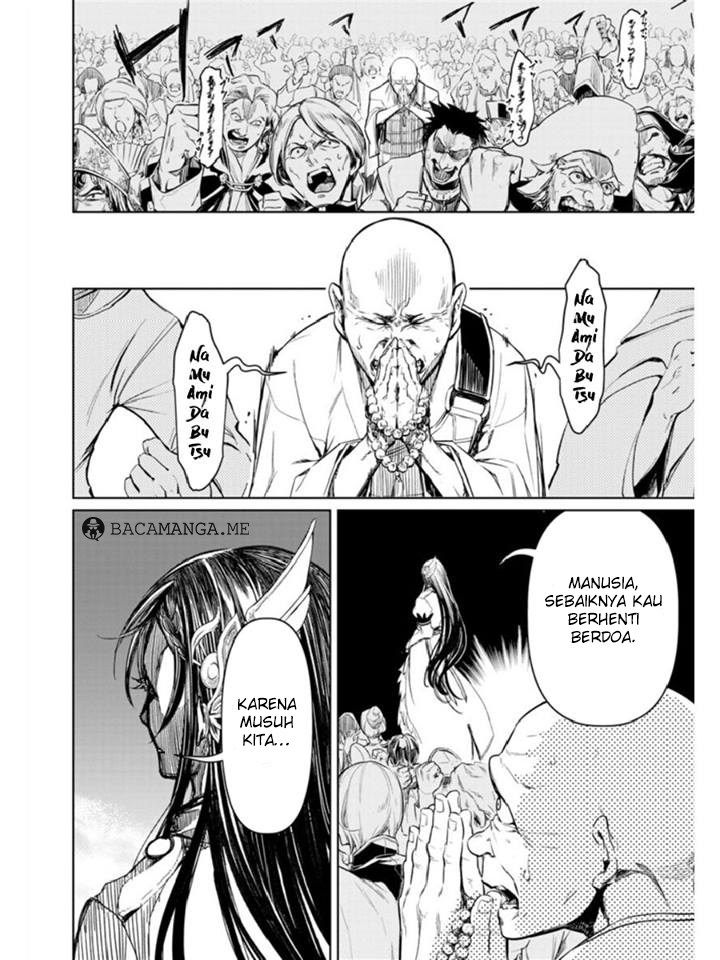 Na
Mu
Ami
Da
Bu
Tsu
Na
Mu
Ami
Da
Bu
Tsu
BACAMANGA.ME
MANUSIA,
SEBAIKNYA KAU
BERHENTI
BERDOA.
KARENA
MUSUH
KITA...